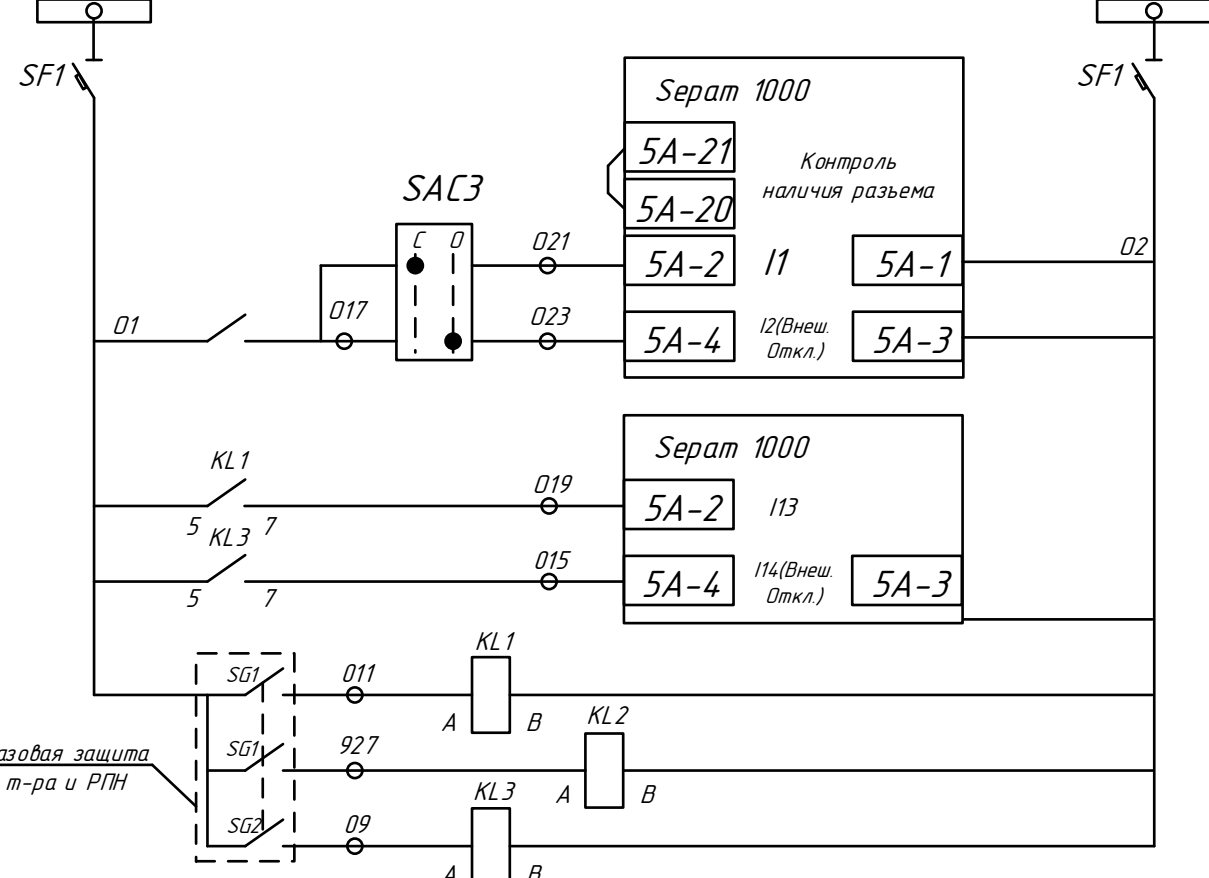 SF1
SF1
Sepam 1000
5A-21
Контроль
наличия разьема
5A-20
SAC3
C O
021
5A-2
I1
5A-1
02
01
017
023
5A-4
I2(Внеш.
Откл.)
5A-3
Sepam 1000
KL1
5 7
019
5A-2
I13
KL3
5 7
015
5A-4
I14(Внеш.
Откл.)
5A-3
SG1
011
KL1
A B
SG1
927
KL2
A B
азовая защита
т-ра и РПН
SG2
09
KL3
A B